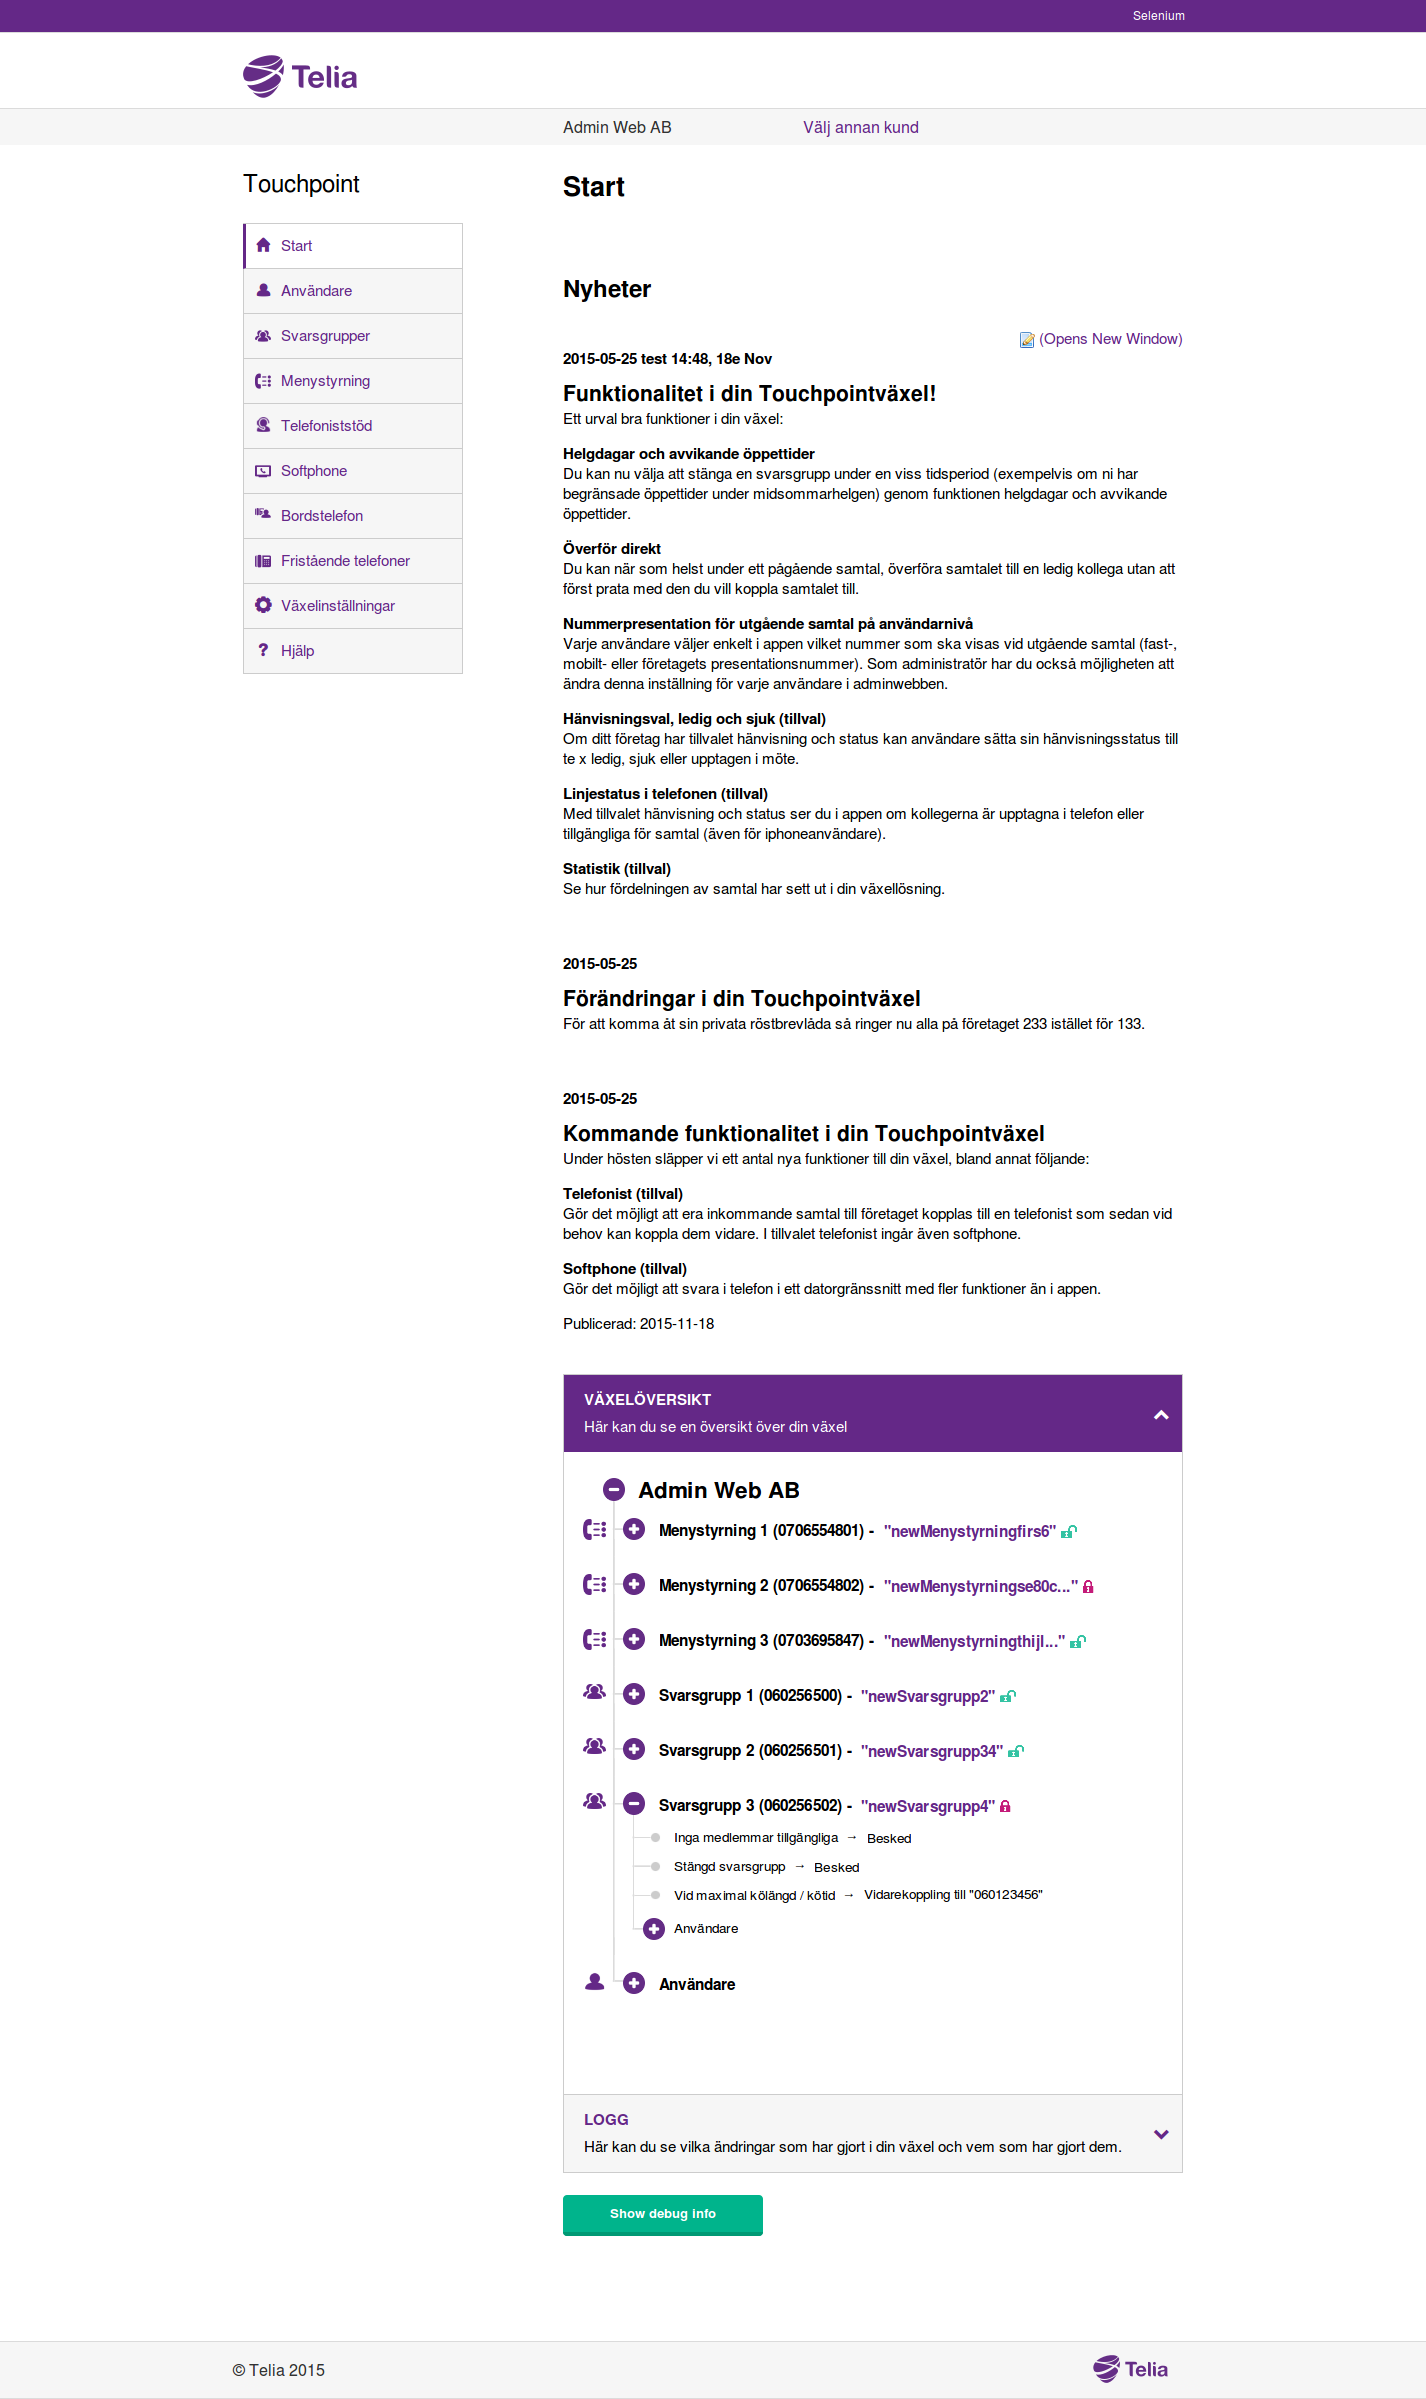 Selenium
Telia
Admin Web AB
Välj annan kund
Touchpoint
Start
Användare
Svarsgrupper
Menystyrning
Telefoniststöd
Softphone
Bordstelefon
Fristående telefoner
Växelinställningar
Hjälp
Start
Nyheter
(Opens New Window)
2015-05-25 test 14:48, 18e Nov
Funktionalitet i din Touchpointväxel!
Ett urval bra funktioner i din växel:
Helgdagar och avvikande öppettider
Du kan nu välja att stänga en svarsgrupp under en viss tidsperiod (exempelvis om ni har
begränsade öppettider under midsommarhelgen) genom funktionen helgdagar och avvikande
öppettider.
Överför direkt
Du kan när som helst under ett pågående samtal, överföra samtalet till en ledig kollega utan att
först prata med den du vill koppla samtalet till.
Nummerpresentation för utgående samtal på användarnivå
Varje användare väljer enkelt i appen vilket nummer som ska visas vid utgående samtal (fast-,
mobilt- eller företagets presentationsnummer). Som administratör har du också möjligheten att
ändra denna inställning för varje användare i adminwebben.
Hänvisningsval, ledig och sjuk (tillval)
Om ditt företag har tillvalet hänvisning och status kan användare sätta sin hänvisningsstatus till
te x ledig, sjuk eller upptagen i möte.
Linjestatus i telefonen (tillval)
Med tillvalet hänvisning och status ser du i appen om kollegerna är upptagna i telefon eller
tillgängliga för samtal (även för iphoneanvändare).
Statistik (tillval)
Se hur fördelningen av samtal har sett ut i din växellösning.
2015-05-25
Förändringar i din Touchpointväxel
För att komma åt sin privata röstbrevlåda så ringer nu alla på företaget 233 istället för 133.
2015-05-25
Kommande funktionalitet i din Touchpointväxel
Under hösten släpper vi ett antal nya funktioner till din växel, bland annat följande:
Telefonist (tillval)
Gör det möjligt att era inkommande samtal till företaget kopplas till en telefonist som sedan vid
behov kan koppla dem vidare. I tillvalet telefonist ingår även softphone.
Softphone (tillval)
Gör det möjligt att svara i telefon i ett datorgränssnitt med fler funktioner än i appen.
Publicerad: 2015-11-18
VÄXELÖVERSIKT
Här kan du se en översikt över din växel
Admin Web AB
Menystyrning 1 (0706554801) - "newMenystyrningfirs6"
Menystyrning 2 (0706554802) - "newMenystyrningse80c..."
Menystyrning 3 (0703695847) - "newMenystyrningthijl..."
Svarsgrupp 1 (060256500) - "newSvarsgrupp2"
Svarsgrupp 2 (060256501) - "newSvarsgrupp34"
Svarsgrupp 3 (060256502) - "newSvarsgrupp4"
Inga medlemmar tillgängliga → Besked
Stängd svarsgrupp → Besked
Vid maximal kölängd / kötid → Vidarekoppling till "060123456"
Användare
Användare
LOGG
Här kan du se vilka ändringar som har gjort i din växel och vem som har gjort dem.
Show debug info
© Telia 2015
Telia